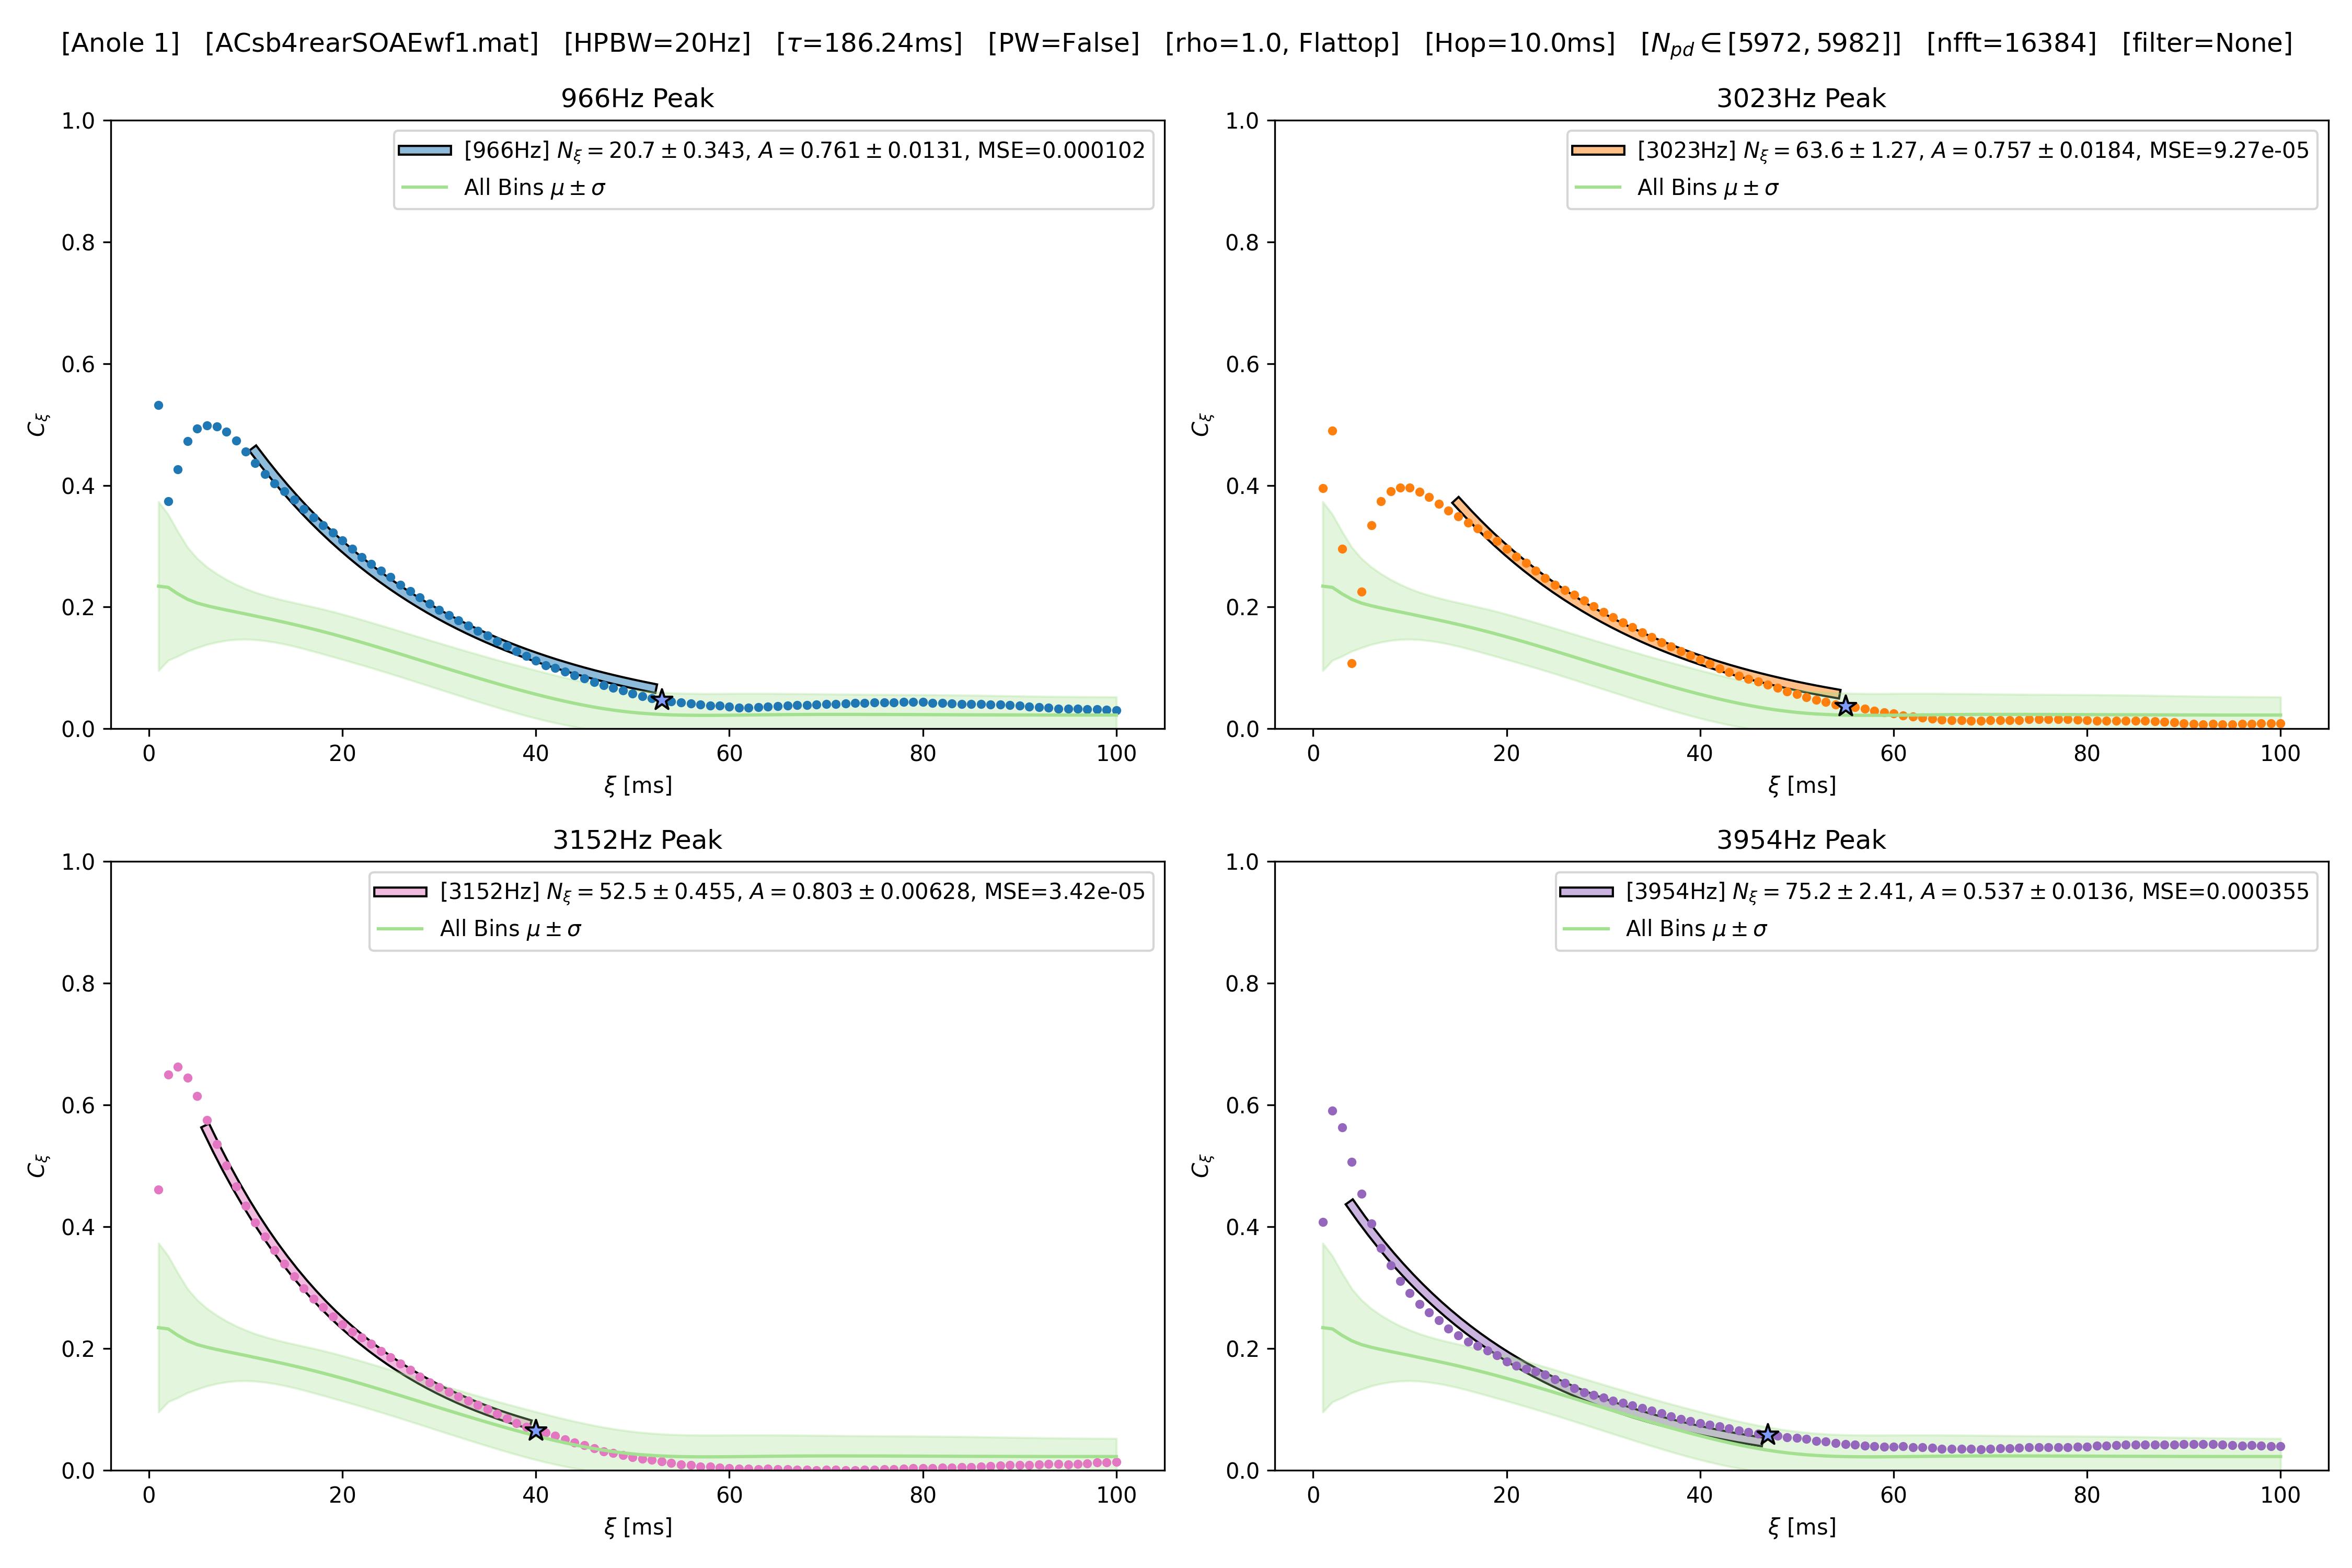 [Anole 1] [ACsb4rearSOAEwf1.mat] [HPBW=20Hz] [τ=186.24ms] [PW=False] [rho=1.0, Flattop] [Hop=10.0ms] [N_pd ∈ [5972, 5982]] [nfft=16384] [filter=None]
966Hz Peak
[966Hz] N_ξ = 20.7 ± 0.343, A = 0.761 ± 0.0131, MSE=0.000102
All Bins μ ± σ
C_ξ
1.0
0.8
0.6
0.4
0.2
0.0
0 20 40 60 80 100
ξ [ms]
3023Hz Peak
[3023Hz] N_ξ = 63.6 ± 1.27, A = 0.757 ± 0.0184, MSE=9.27e-05
All Bins μ ± σ
C_ξ
1.0
0.8
0.6
0.4
0.2
0.0
0 20 40 60 80 100
ξ [ms]
3152Hz Peak
[3152Hz] N_ξ = 52.5 ± 0.455, A = 0.803 ± 0.00628, MSE=3.42e-05
All Bins μ ± σ
C_ξ
1.0
0.8
0.6
0.4
0.2
0.0
0 20 40 60 80 100
ξ [ms]
3954Hz Peak
[3954Hz] N_ξ = 75.2 ± 2.41, A = 0.537 ± 0.0136, MSE=0.000355
All Bins μ ± σ
C_ξ
1.0
0.8
0.6
0.4
0.2
0.0
0 20 40 60 80 100
ξ [ms]